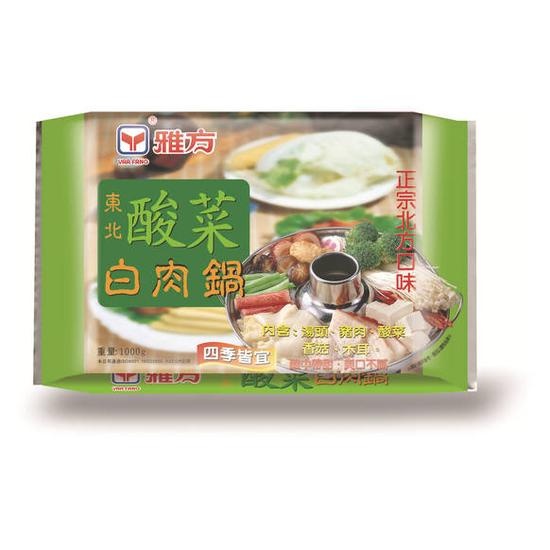 雅方
YAA FANG
東北
酸菜
白肉鍋
正宗北方口味
內含:湯頭、豬肉、酸菜
香菇、木耳
重量:1000g
四季皆宜
雅方
酸菜白肉鍋